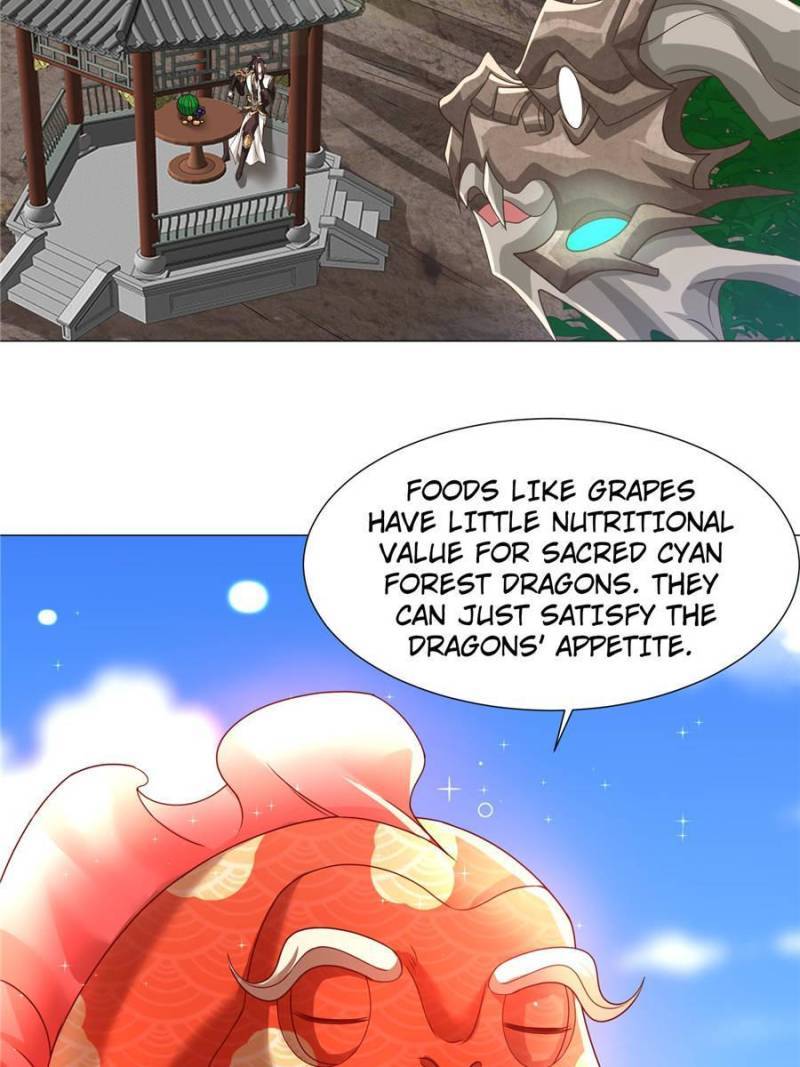 FOODS LIKE GRAPES
HAVE LITTLE NUTRITIONAL
VALUE FOR SACRED CYAN
FOREST DRAGONS. THEY
CAN JUST SATISFY THE
DRAGONS' APPETITE.